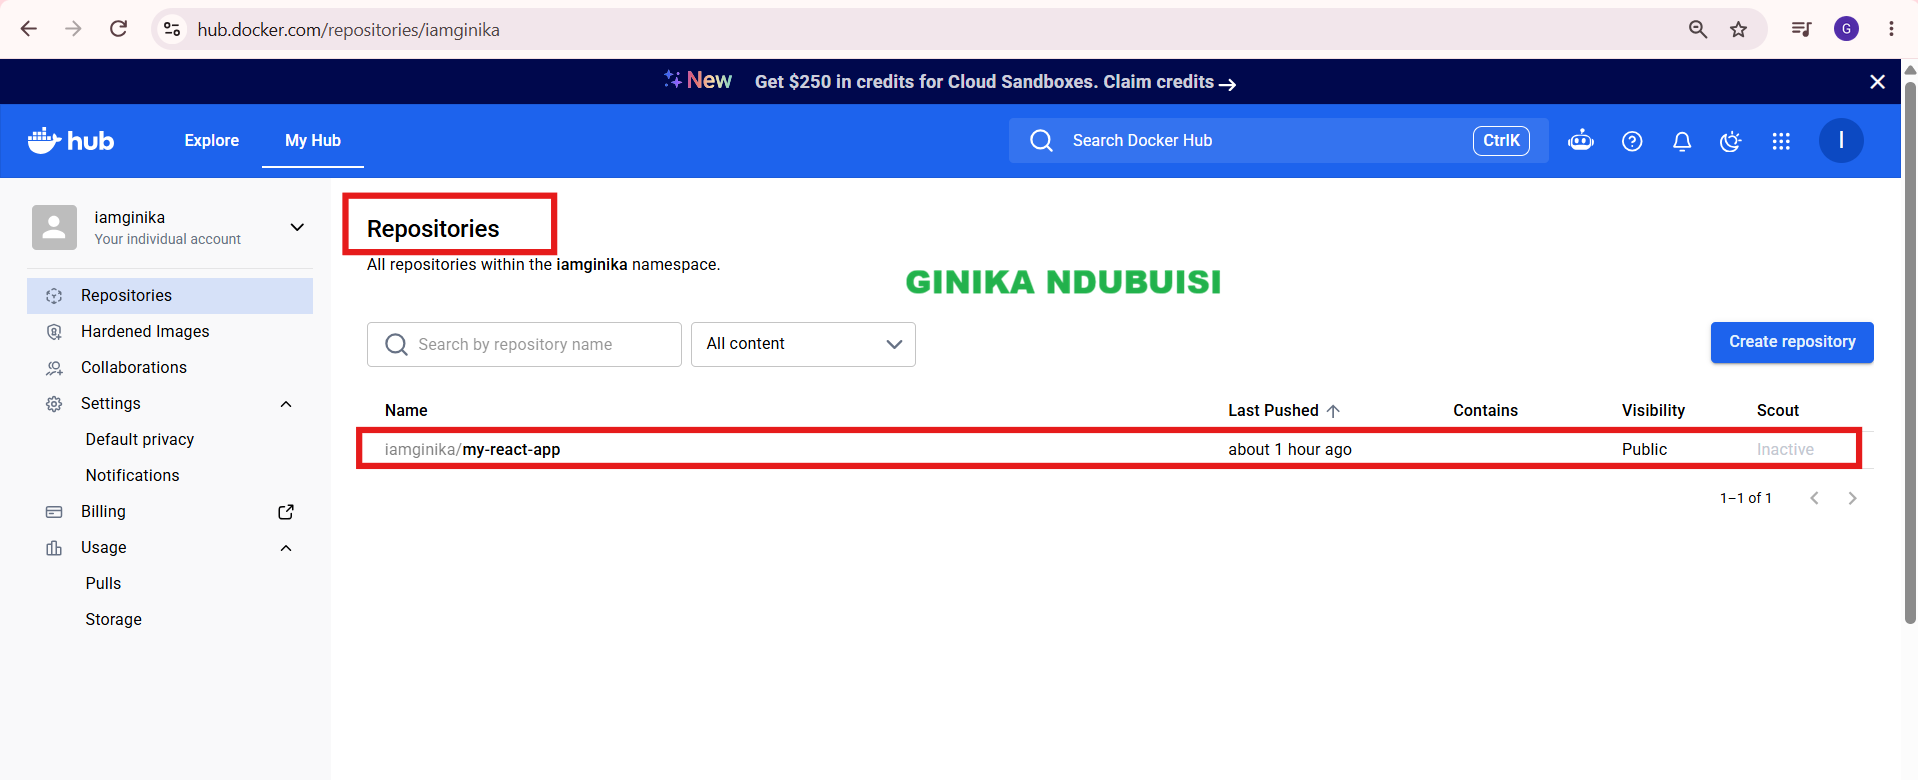 hub.docker.com/repositories/iamginika
G
New Get $250 in credits for Cloud Sandboxes. Claim credits →
hub Explore My Hub Search Docker Hub CtrlK I
iamginika
Your individual account
Repositories
Hardened Images
Collaborations
Settings
Default privacy
Notifications
Billing
Usage
Pulls
Storage
Repositories
All repositories within the iamginika namespace.
GINIKA NDUBUISI
Search by repository name All content Create repository
Name Last Pushed ↑ Contains Visibility Scout
iamginika/my-react-app about 1 hour ago Public Inactive
1–1 of 1